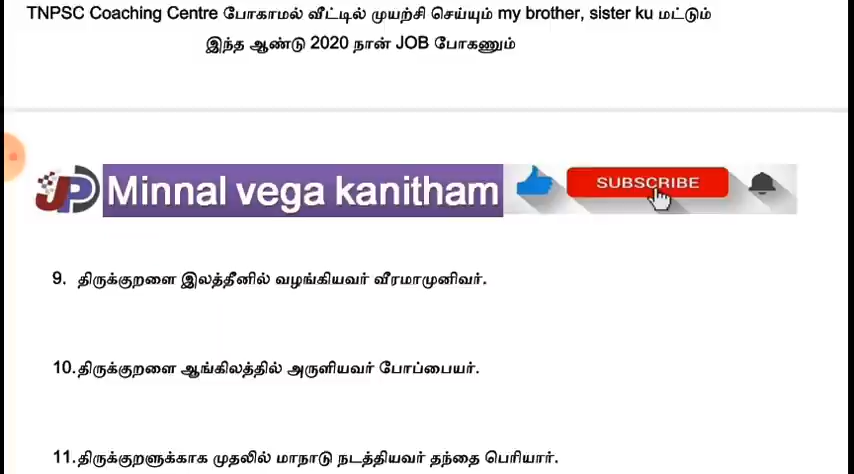 TNPSC Coaching Centre போகாமல் வீட்டில் முயற்சி செய்யும் my brother, sister ku மட்டும்
இந்த ஆண்டு 2020 நான் JOB போகணும்
JP Minnal vega kanitham SUBSCRIBE
9. திருக்குறளை இலத்தீனில் வழங்கியவர் வீரமாமுனிவர்.
10.திருக்குறளை ஆங்கிலத்தில் அருளியவர் போப்பையர்.
11.திருக்குறளுக்காக முதலில் மாநாடு நடத்தியவர் தந்தை பெரியார்.